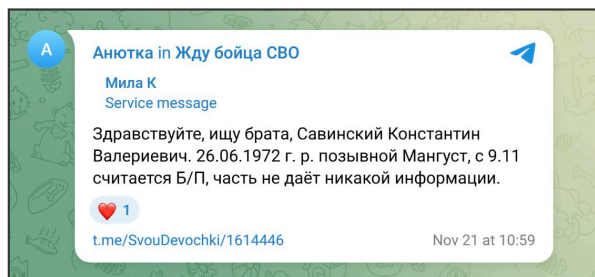 А
Анютка in Жду бойца СВО
Мила К
Service message
Здравствуйте, ищу брата, Савинский Константин
Валериевич. 26.06.1972 г. р. позывной Мангуст, с 9.11
считается Б/П, часть не даёт никакой информации.
❤️ 1
t.me/SvouDevochki/1614446 Nov 21 at 10:59